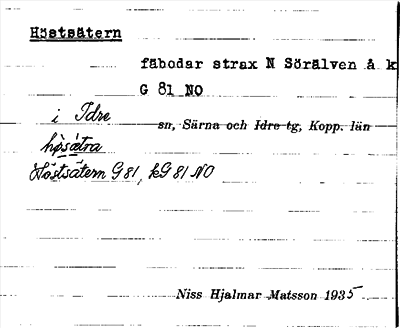 Höstsätern
fäbodar strax N Sörälven å k
G 81 NO
i Idre
sn, Särna och Idre tg, Kopp. län
hösätra
Höstsätern G 81, kG 81 NO
Niss Hjalmar Matsson 1935